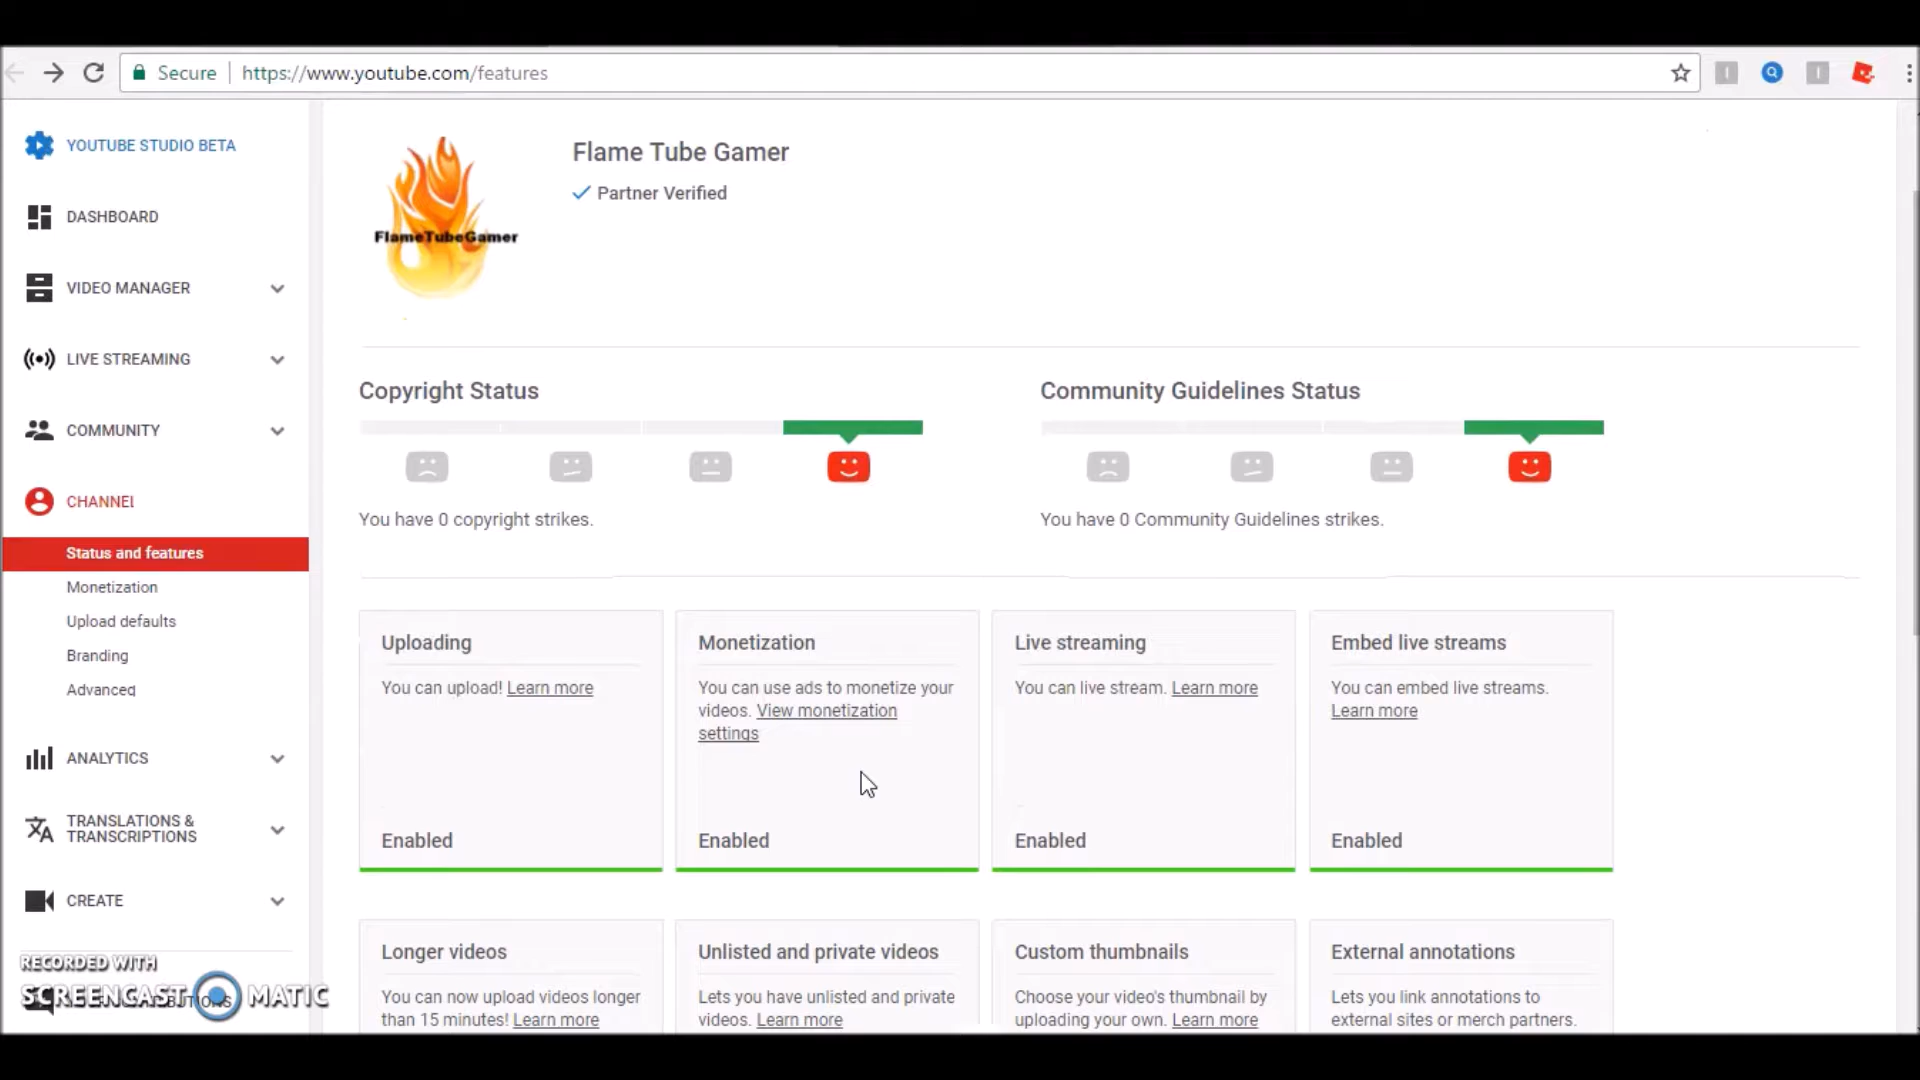 Secure https://www.youtube.com/features
YOUTUBE STUDIO BETA
DASHBOARD
VIDEO MANAGER
LIVE STREAMING
COMMUNITY
CHANNEL
Status and features
Monetization
Upload defaults
Branding
Advanced
ANALYTICS
TRANSLATIONS &
TRANSCRIPTIONS
CREATE
RECORDED WITH
SCREENCAST MATIC
FlameTubeGamer
Flame Tube Gamer
Partner Verified
Copyright Status
You have 0 copyright strikes.
Community Guidelines Status
You have 0 Community Guidelines strikes.
Uploading
You can upload! Learn more
Enabled
Monetization
You can use ads to monetize your
videos. View monetization
settings
Enabled
Live streaming
You can live stream. Learn more
Enabled
Embed live streams
You can embed live streams.
Learn more
Enabled
Longer videos
You can now upload videos longer
than 15 minutes! Learn more
Unlisted and private videos
Lets you have unlisted and private
videos. Learn more
Custom thumbnails
Choose your video's thumbnail by
uploading your own. Learn more
External annotations
Lets you link annotations to
external sites or merch partners.